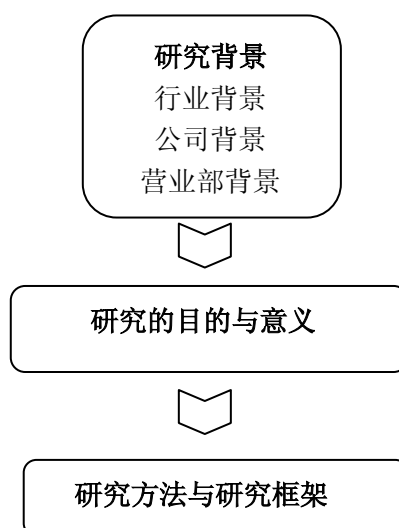 研究背景
行业背景
公司背景
营业部背景
研究的目的与意义
研究方法与研究框架